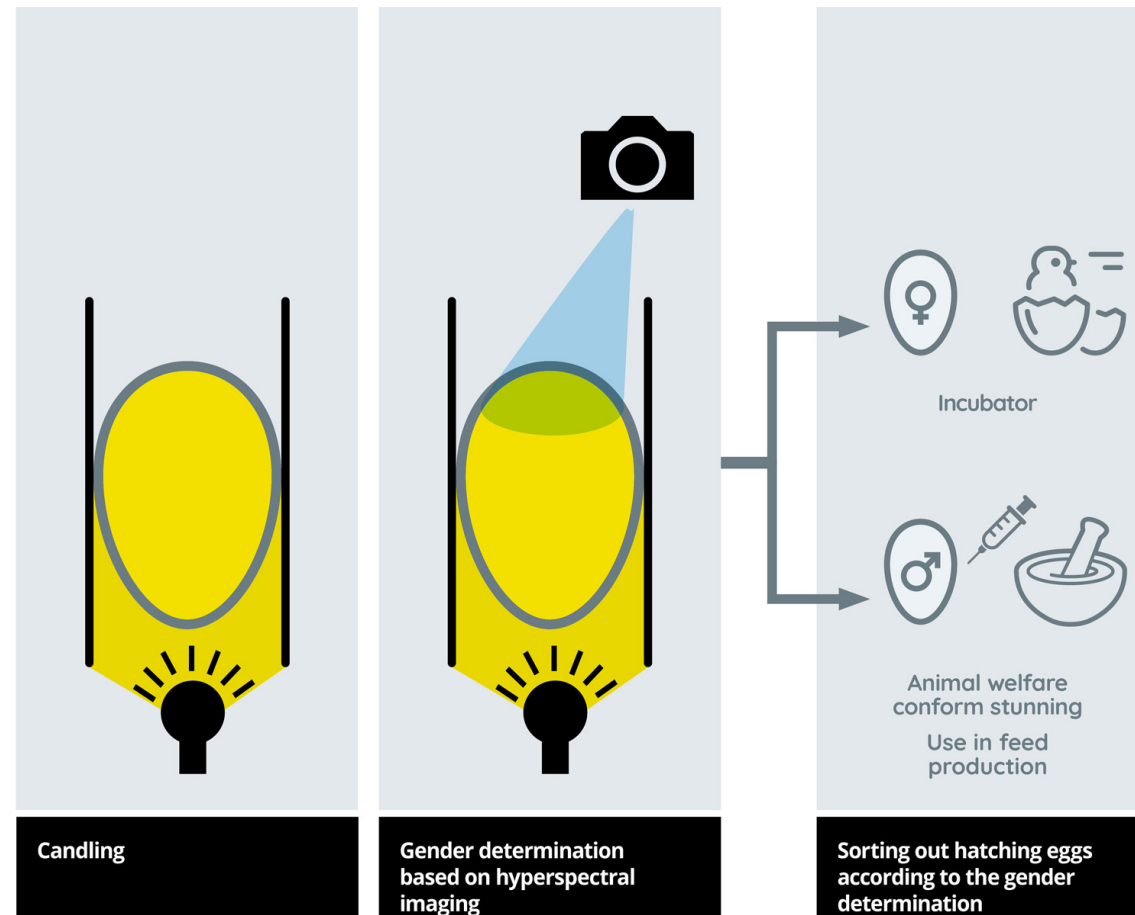 Incubator
Animal welfare
conform stunning
Use in feed
production
Candling
Gender determination
based on hyperspectral
imaging
Sorting out hatching eggs
according to the gender
determination